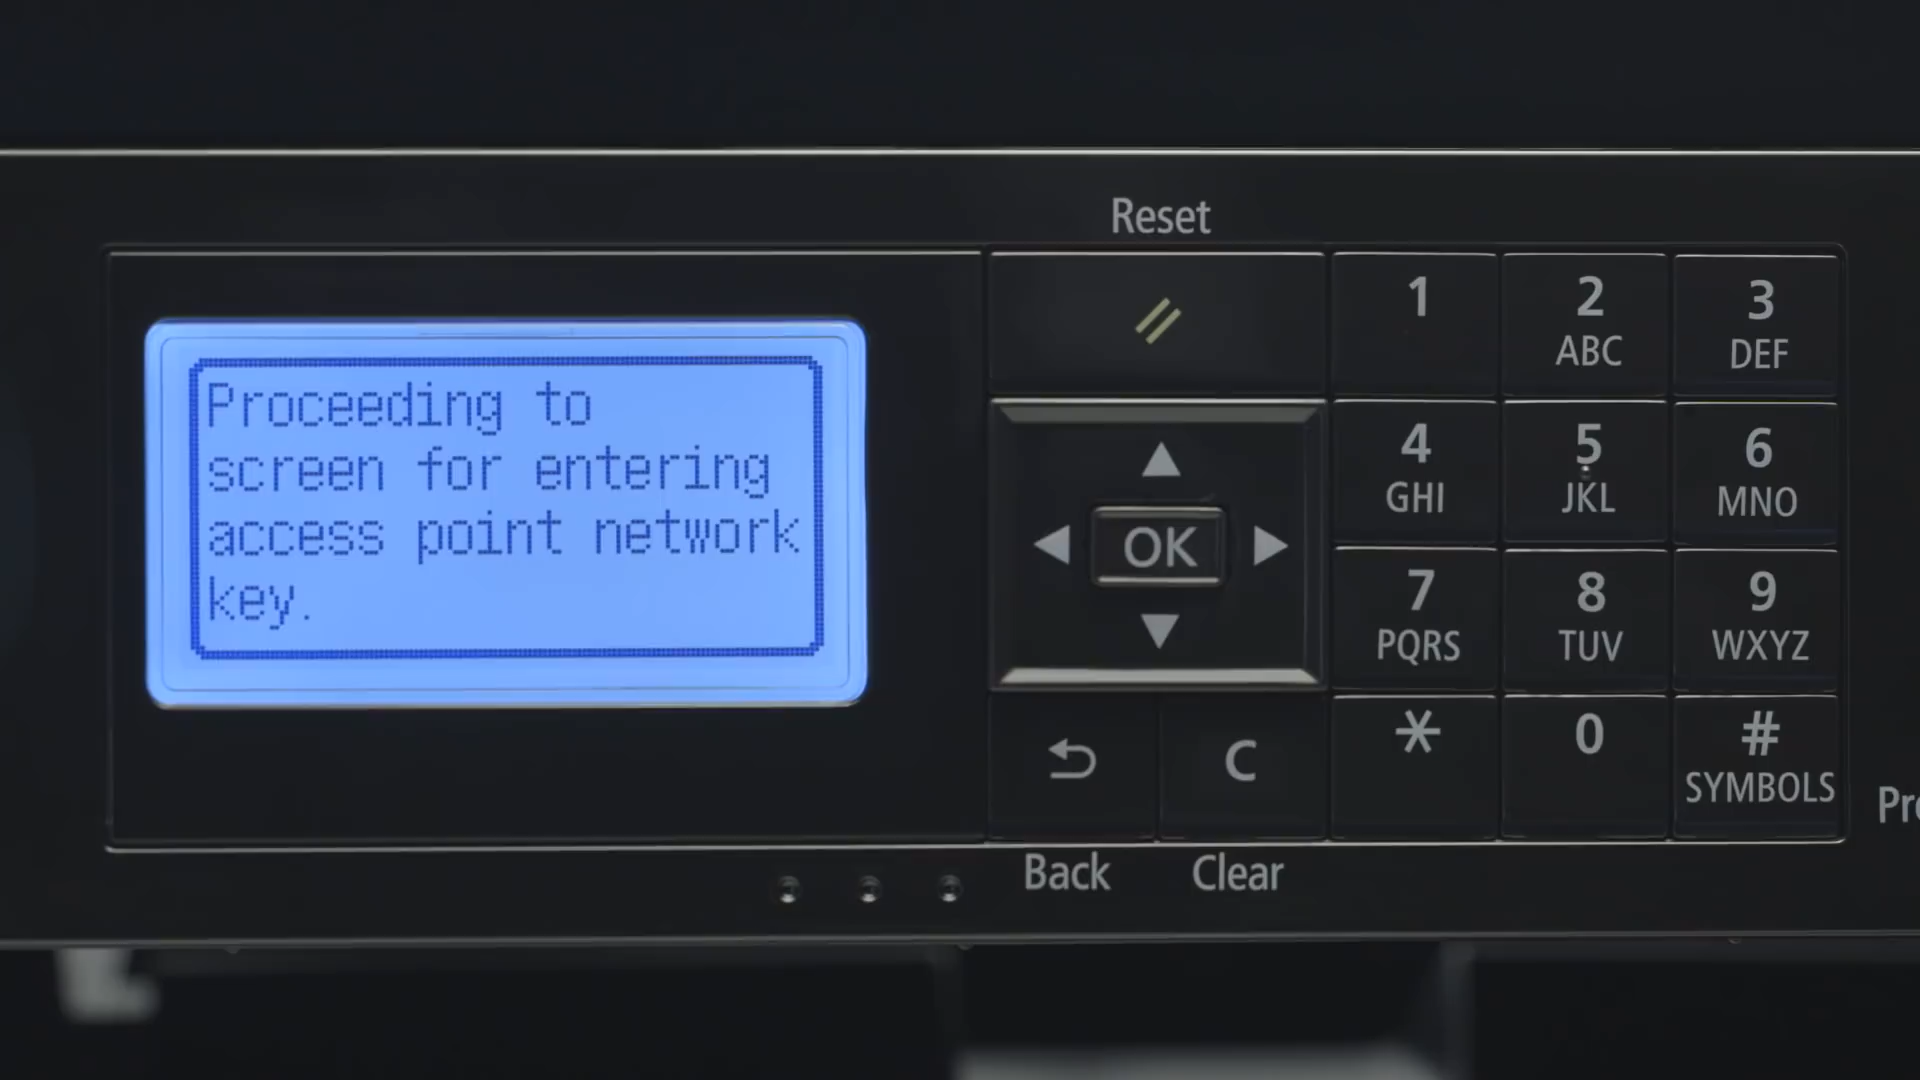 Reset
Proceeding to
screen for entering
access point network
key.
OK
1
2
ABC
3
DEF
4
GHI
5
JKL
6
MNO
7
PQRS
8
TUV
9
WXYZ
C
*
0
#
SYMBOLS
Back
Clear